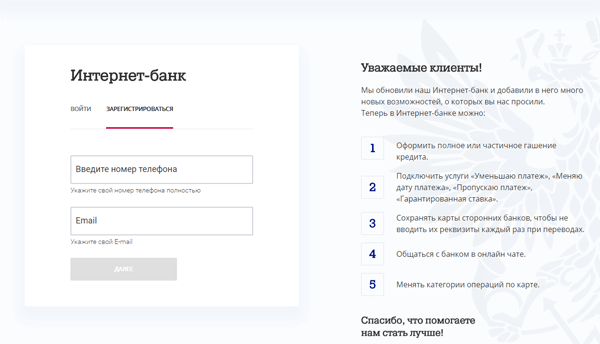 Интернет-банк
ВОЙТИ
ЗАРЕГИСТРИРОВАТЬСЯ
Введите номер телефона
Укажите свой номер телефона полностью
Email
Укажите свой E-mail
ДАЛЕЕ
Уважаемые клиенты!
Мы обновили наш Интернет-банк и добавили в него много
новых возможностей, о которых вы нас просили.
Теперь в Интернет-банке можно:
1
Оформить полное или частичное гашение
кредита.
2
Подключить услуги «Уменьшаю платеж», «Меняю
дату платежа», «Пропускаю платеж»,
«Гарантированная ставка».
3
Сохранять карты сторонних банков, чтобы не
вводить их реквизиты каждый раз при переводах.
4
Общаться с банком в онлайн чате.
5
Менять категории операций по карте.
Спасибо, что помогаете
нам стать лучше!